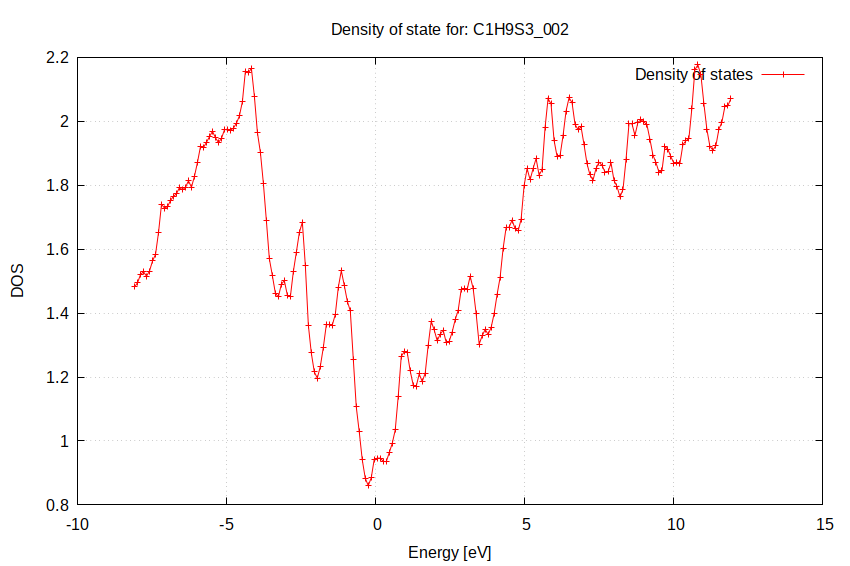 Density of state for: C1H9S3_002
Density of states
2.2
2
1.8
1.6
1.4
1.2
1
0.8
DOS
-10 -5 0 5 10 15
Energy [eV]